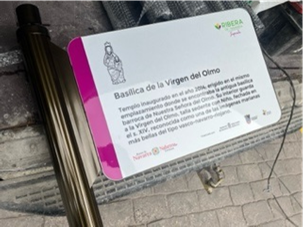 RIBERA
Basílica de la Virgen del Olmo
Templo inaugurado en el año 2006, erigido en el mismo
emplazamiento donde se encontraba la antigua basílica
barroca de Nuestra Señora del Olmo. Su interior guarda
a la Virgen del Olmo, talla sedente con Niño, fechada en
el s. XIV, reconocida como una de las imágenes marianas
más bellas del tipo vasco-navarro-riojano.